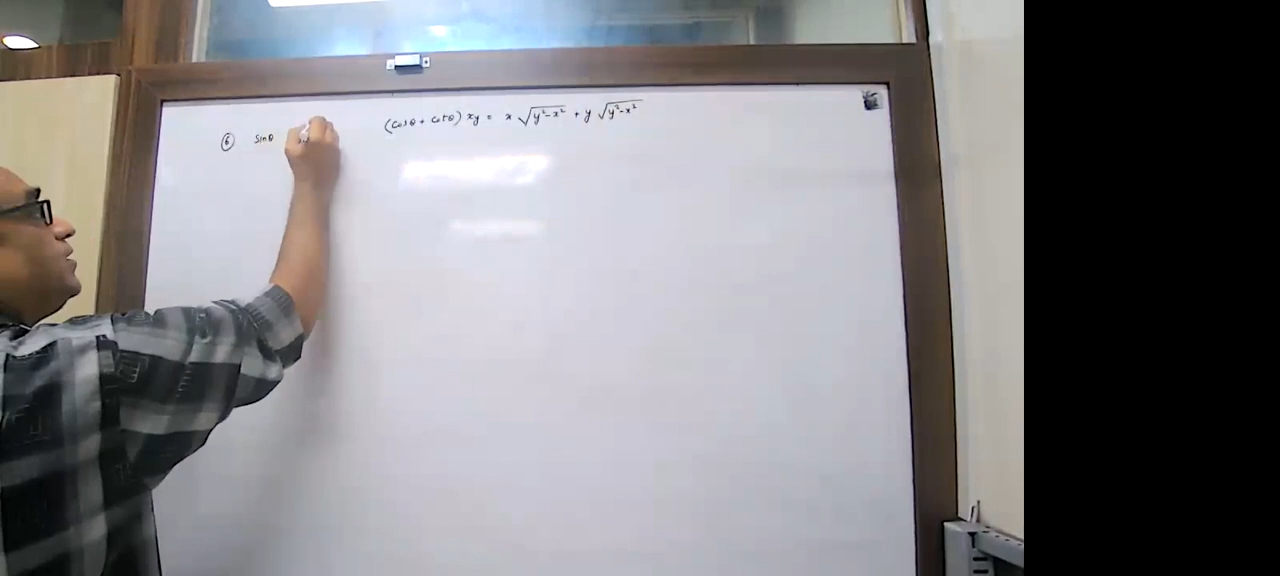 (cosθ + cotθ) xy = x √y²-x² + y √y²-x²
⑥ sinθ